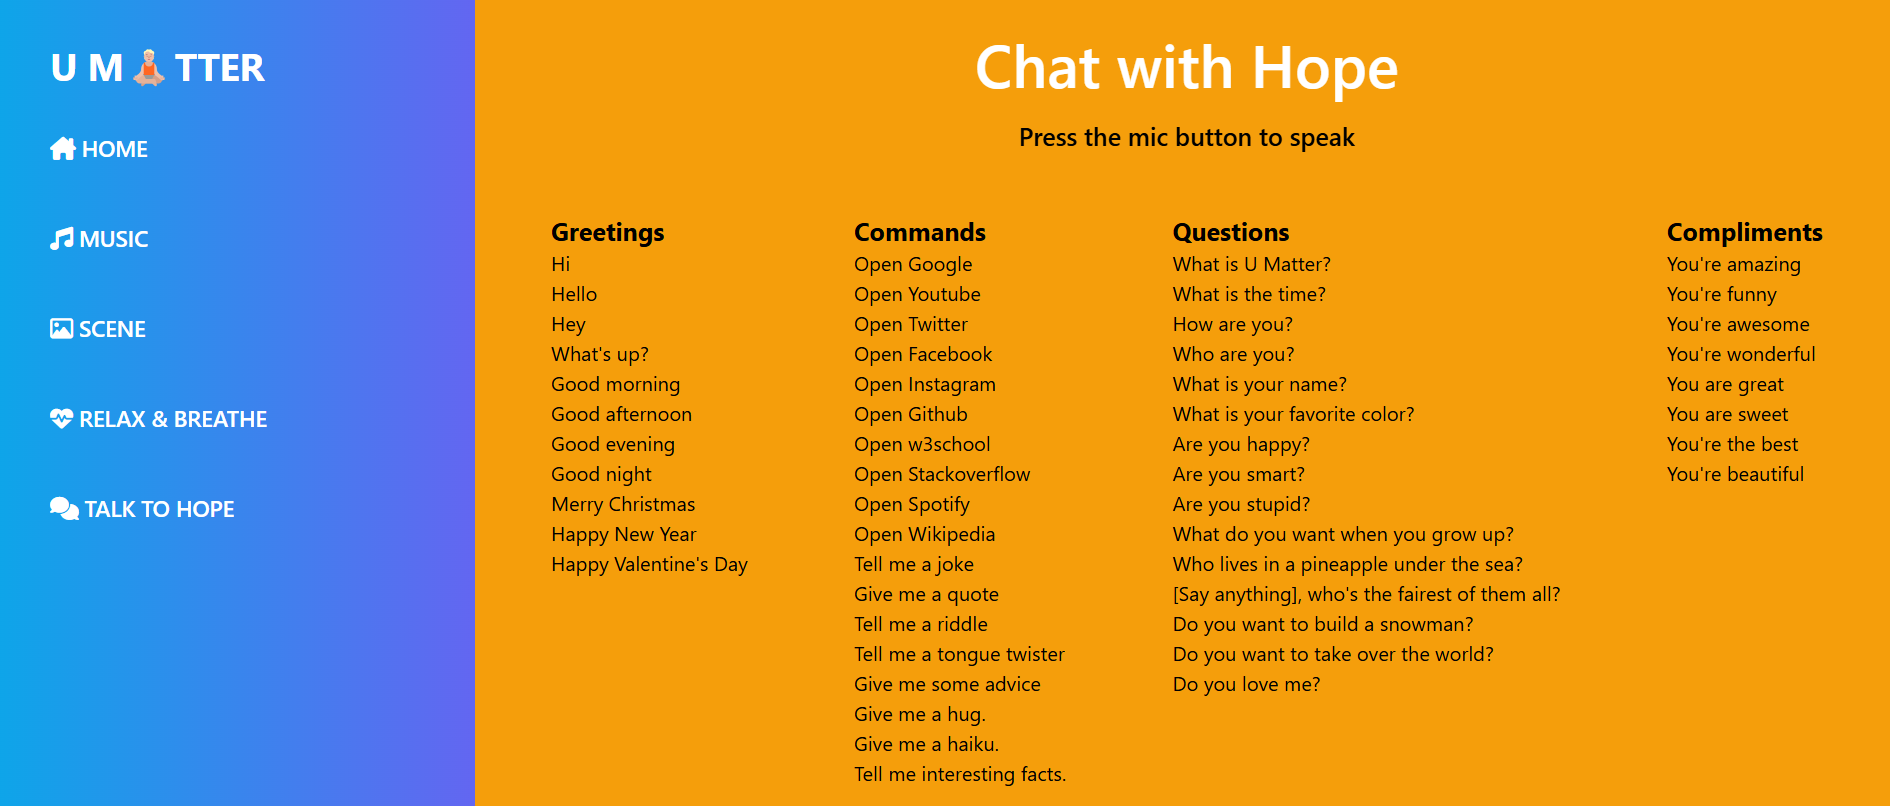 U M TTER
HOME
MUSIC
SCENE
RELAX & BREATHE
TALK TO HOPE
Chat with Hope
Press the mic button to speak
Greetings
Hi
Hello
Hey
What's up?
Good morning
Good afternoon
Good evening
Good night
Merry Christmas
Happy New Year
Happy Valentine's Day
Commands
Open Google
Open Youtube
Open Twitter
Open Facebook
Open Instagram
Open Github
Open w3school
Open Stackoverflow
Open Spotify
Open Wikipedia
Tell me a joke
Give me a quote
Tell me a riddle
Tell me a tongue twister
Give me some advice
Give me a hug.
Give me a haiku.
Tell me interesting facts.
Questions
What is U Matter?
What is the time?
How are you?
Who are you?
What is your name?
What is your favorite color?
Are you happy?
Are you smart?
Are you stupid?
What do you want when you grow up?
Who lives in a pineapple under the sea?
[Say anything], who's the fairest of them all?
Do you want to build a snowman?
Do you want to take over the world?
Do you love me?
Compliments
You're amazing
You're funny
You're awesome
You're wonderful
You are great
You are sweet
You're the best
You're beautiful